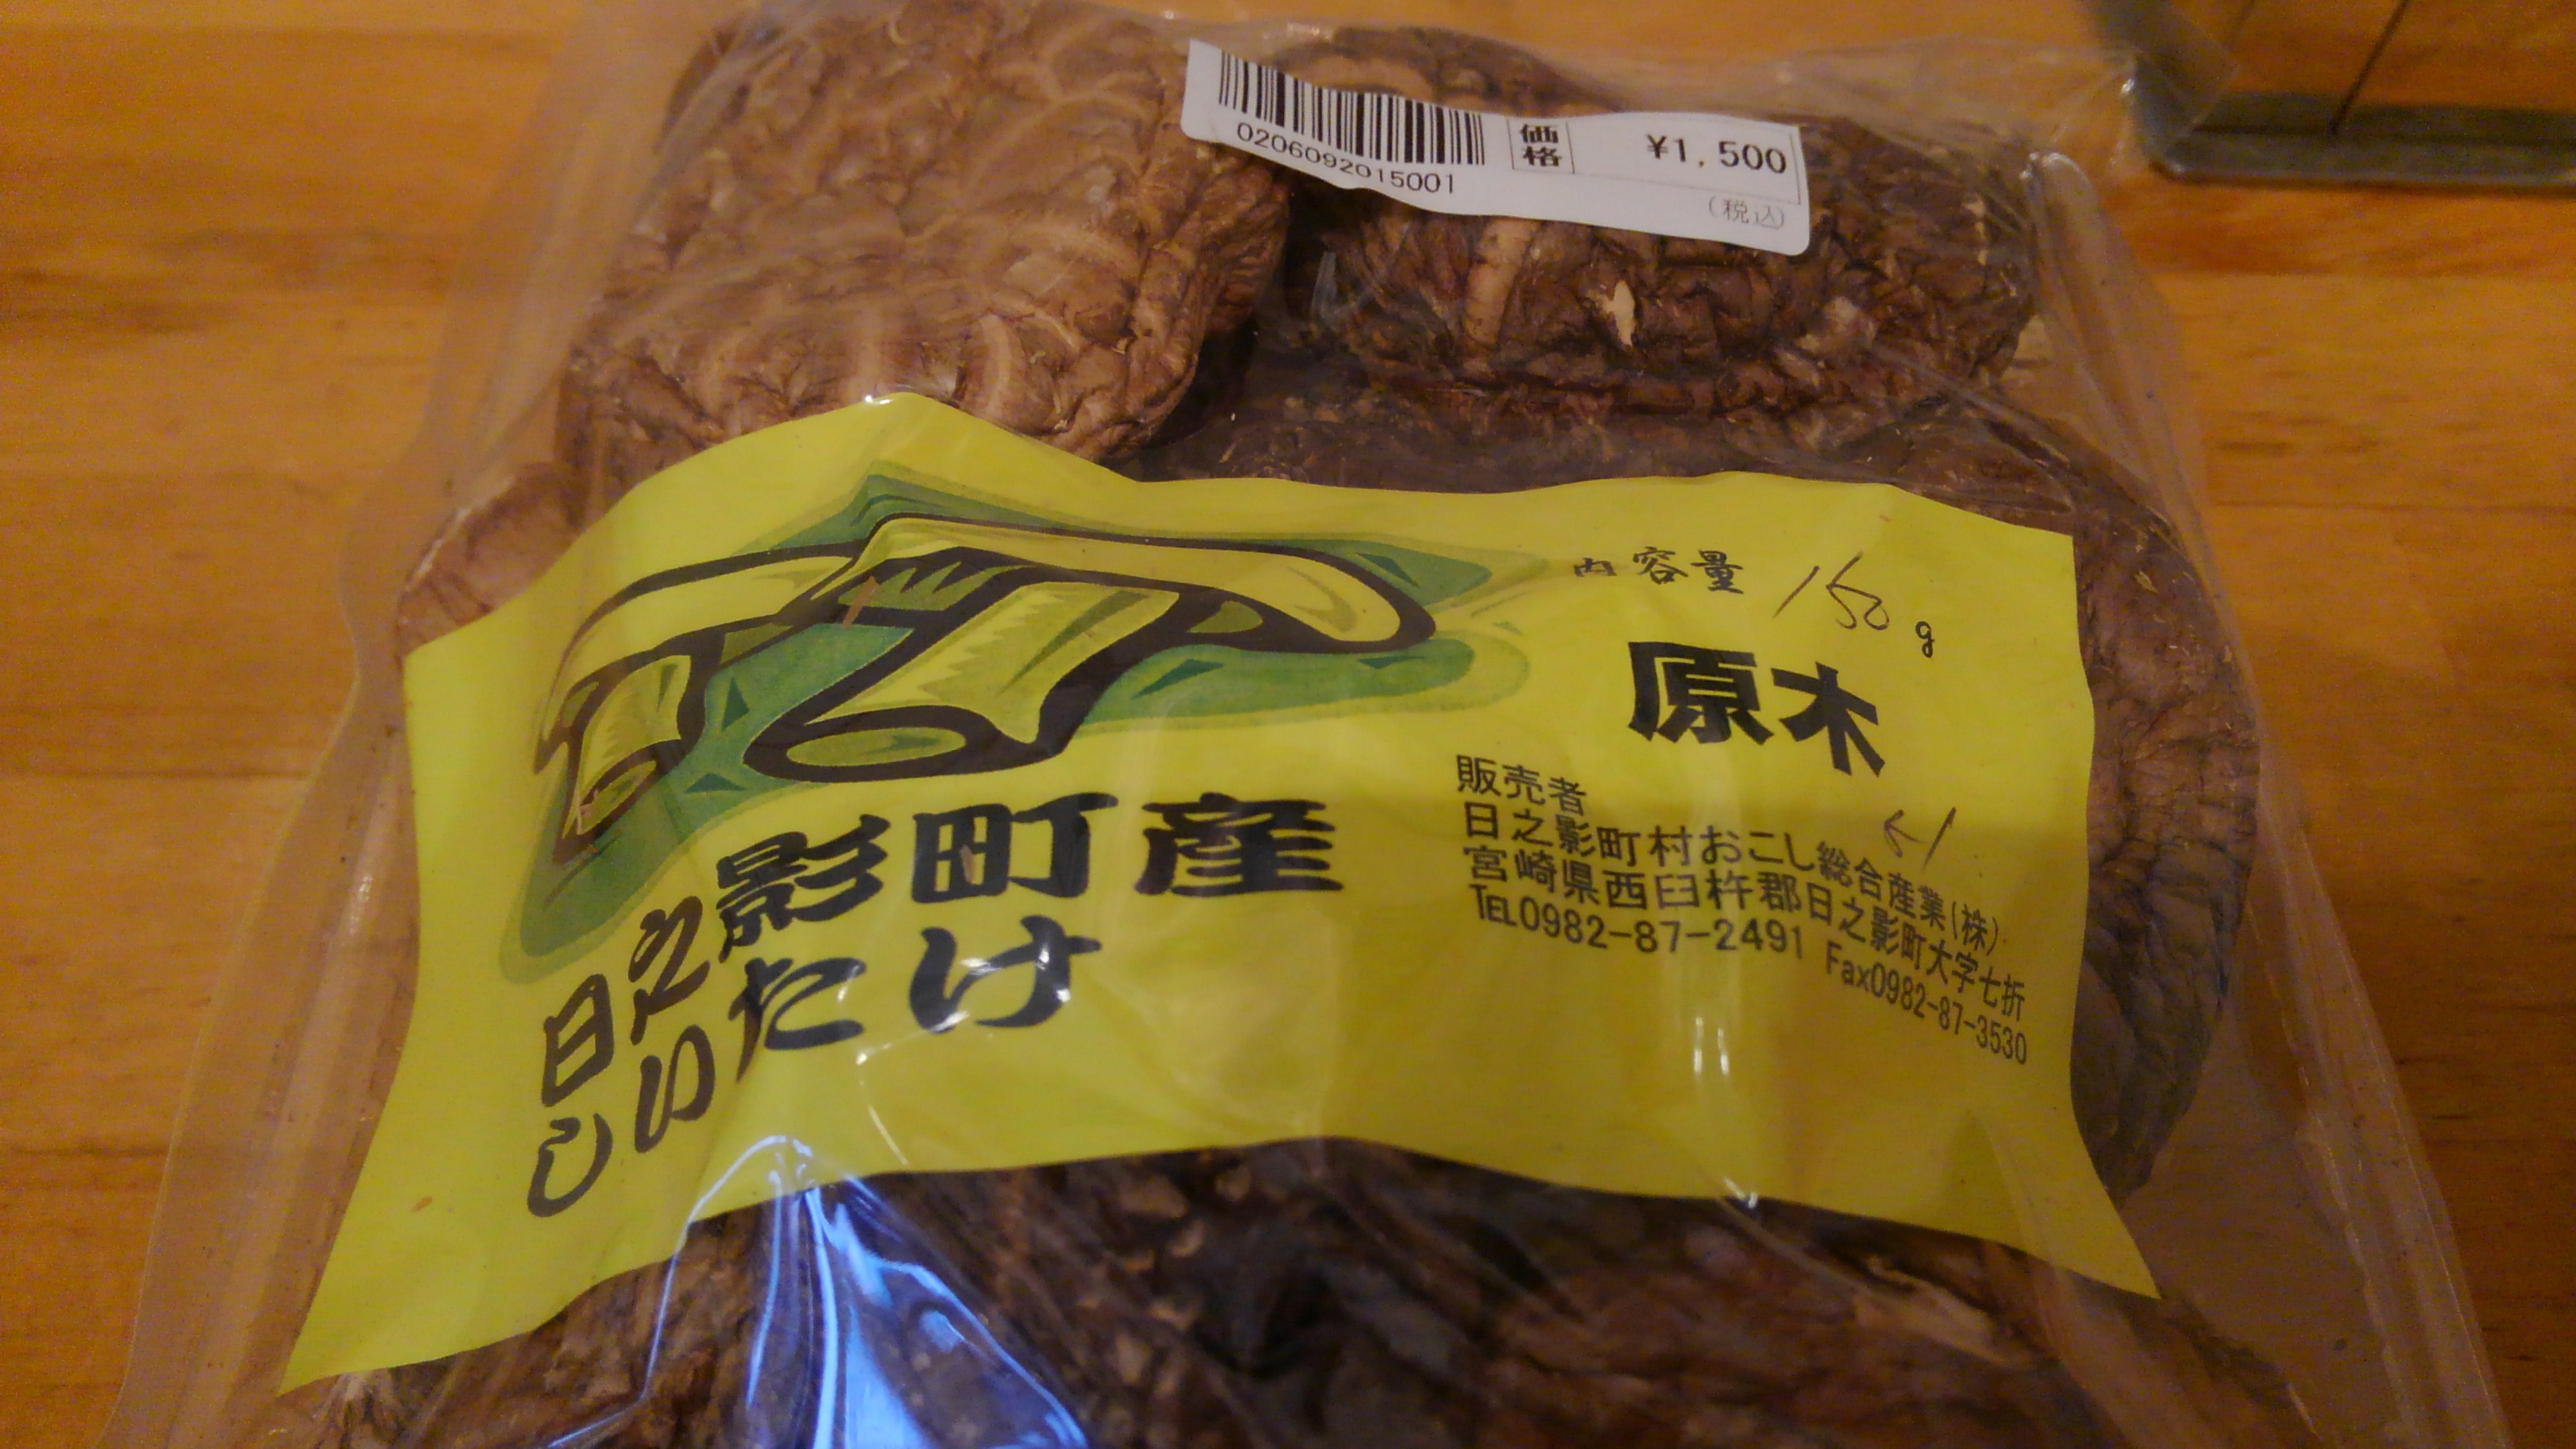 0206092015001
価格
¥1,500
(税込)
内容量 150 g
原木
日之影町産
しいたけ
販売者
日之影町村おこし総合産業(株)
宮崎県西臼杵郡日之影町大字七折
TEL0982-87-2491 Fax0982-87-3530